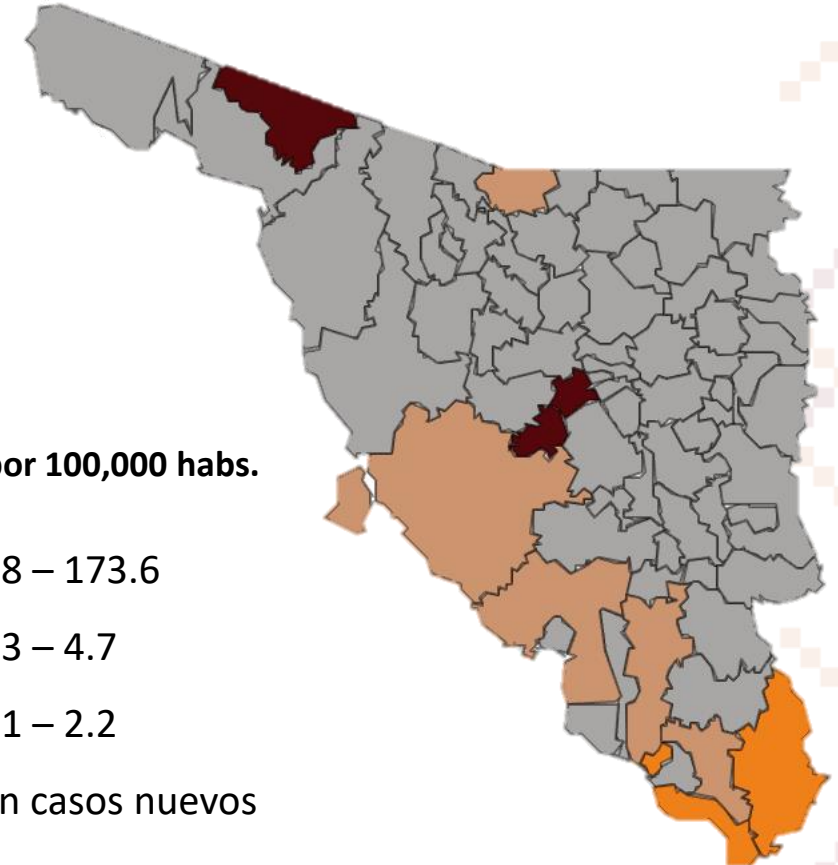 por 100,000 habs.
8 – 173.6
3 – 4.7
1 – 2.2
n casos nuevos